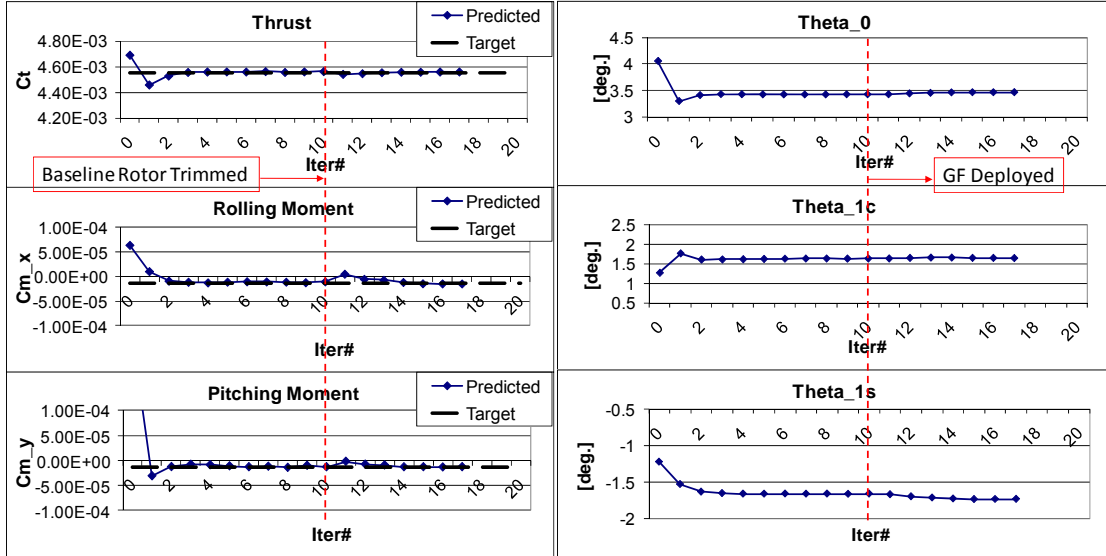 Thrust
Predicted
Target
4.80E-03
4.60E-03
4.40E-03
4.20E-03
Ct
0 2 4 6 8 10 12 14 16 18 20
Iter#
Baseline Rotor Trimmed
Rolling Moment
Predicted
Target
1.00E-04
5.00E-05
0.00E+00
-5.00E-05
-1.00E-04
Cm_x
0 2 4 6 8 10 12 14 16 18 20
Iter#
Pitching Moment
Predicted
Target
1.00E-04
5.00E-05
0.00E+00
-5.00E-05
-1.00E-04
Cm_y
0 2 4 6 8 10 12 14 16 18 20
Iter#
Theta_0
4.5
4
3.5
3
[deg.]
0 2 4 6 8 10 12 14 16 18 20
Iter#
GF Deployed
Theta_1c
2.5
2
1.5
1
0.5
[deg.]
0 2 4 6 8 10 12 14 16 18 20
Iter#
Theta_1s
-0.5
-1
-1.5
-2
[deg.]
0 2 4 6 8 10 12 14 16 18 20
Iter#